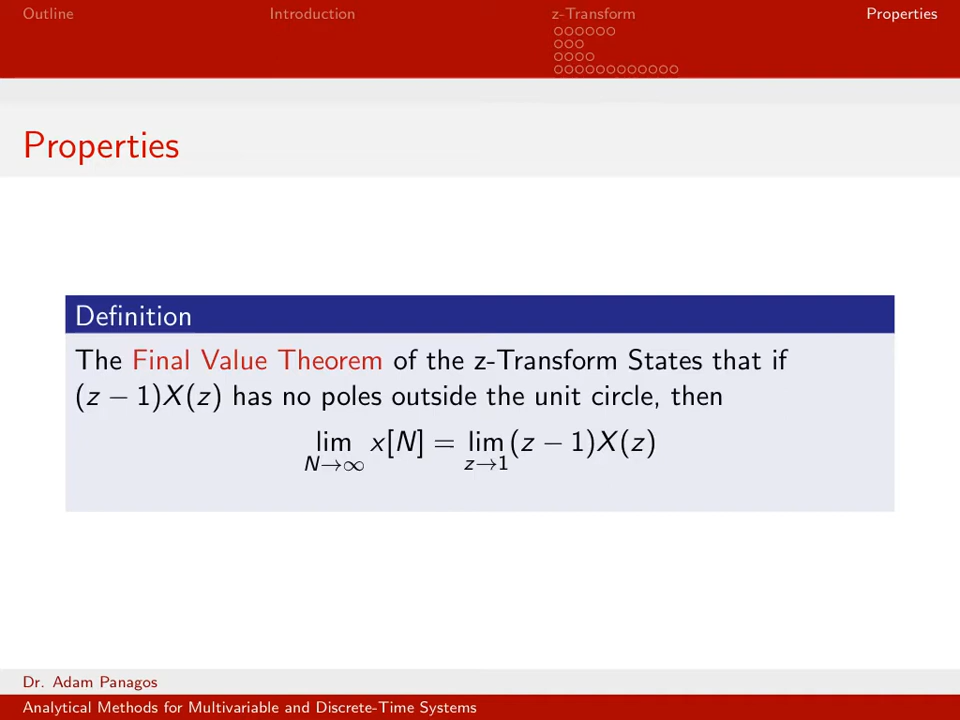 Outline Introduction z-Transform Properties
Properties
Definition
The Final Value Theorem of the z-Transform States that if
(z − 1)X(z) has no poles outside the unit circle, then
lim x[N] = lim (z − 1)X(z)
N→∞ z→1
Dr. Adam Panagos
Analytical Methods for Multivariable and Discrete-Time Systems